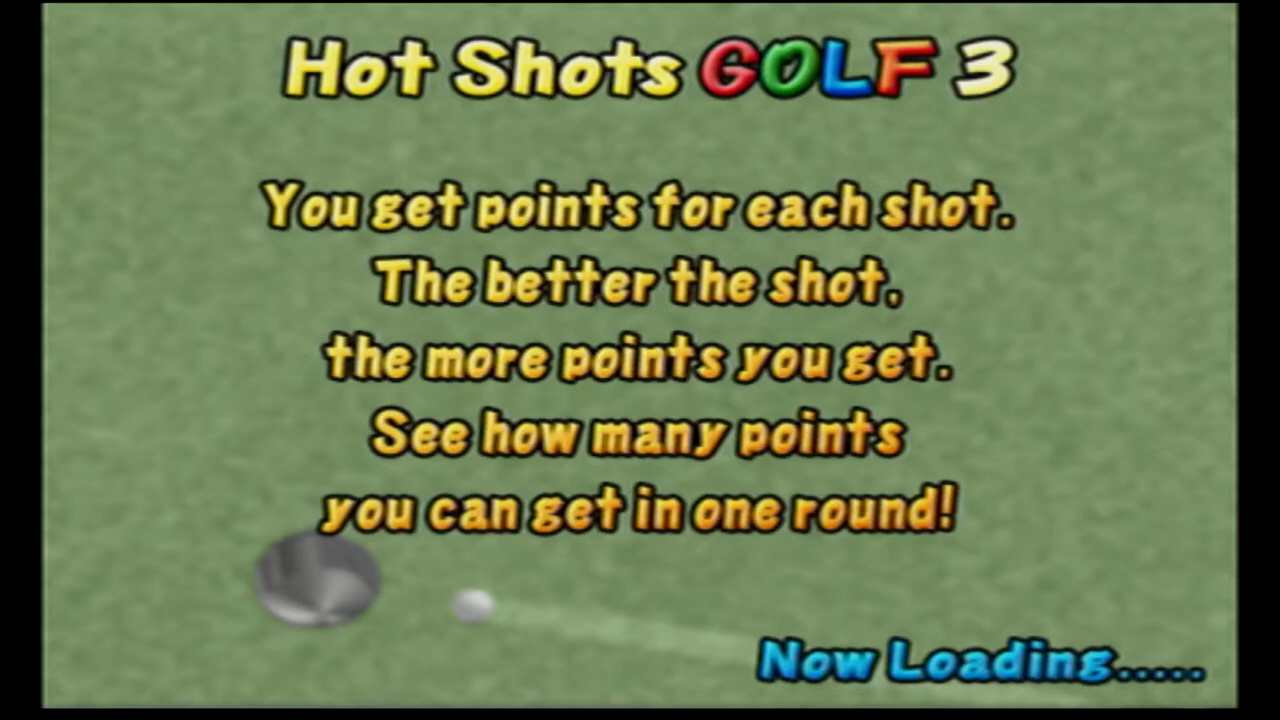 Hot Shots GOLF 3
You get points for each shot.
The better the shot,
the more points you get.
See how many points
you can get in one round!
Now Loading.....